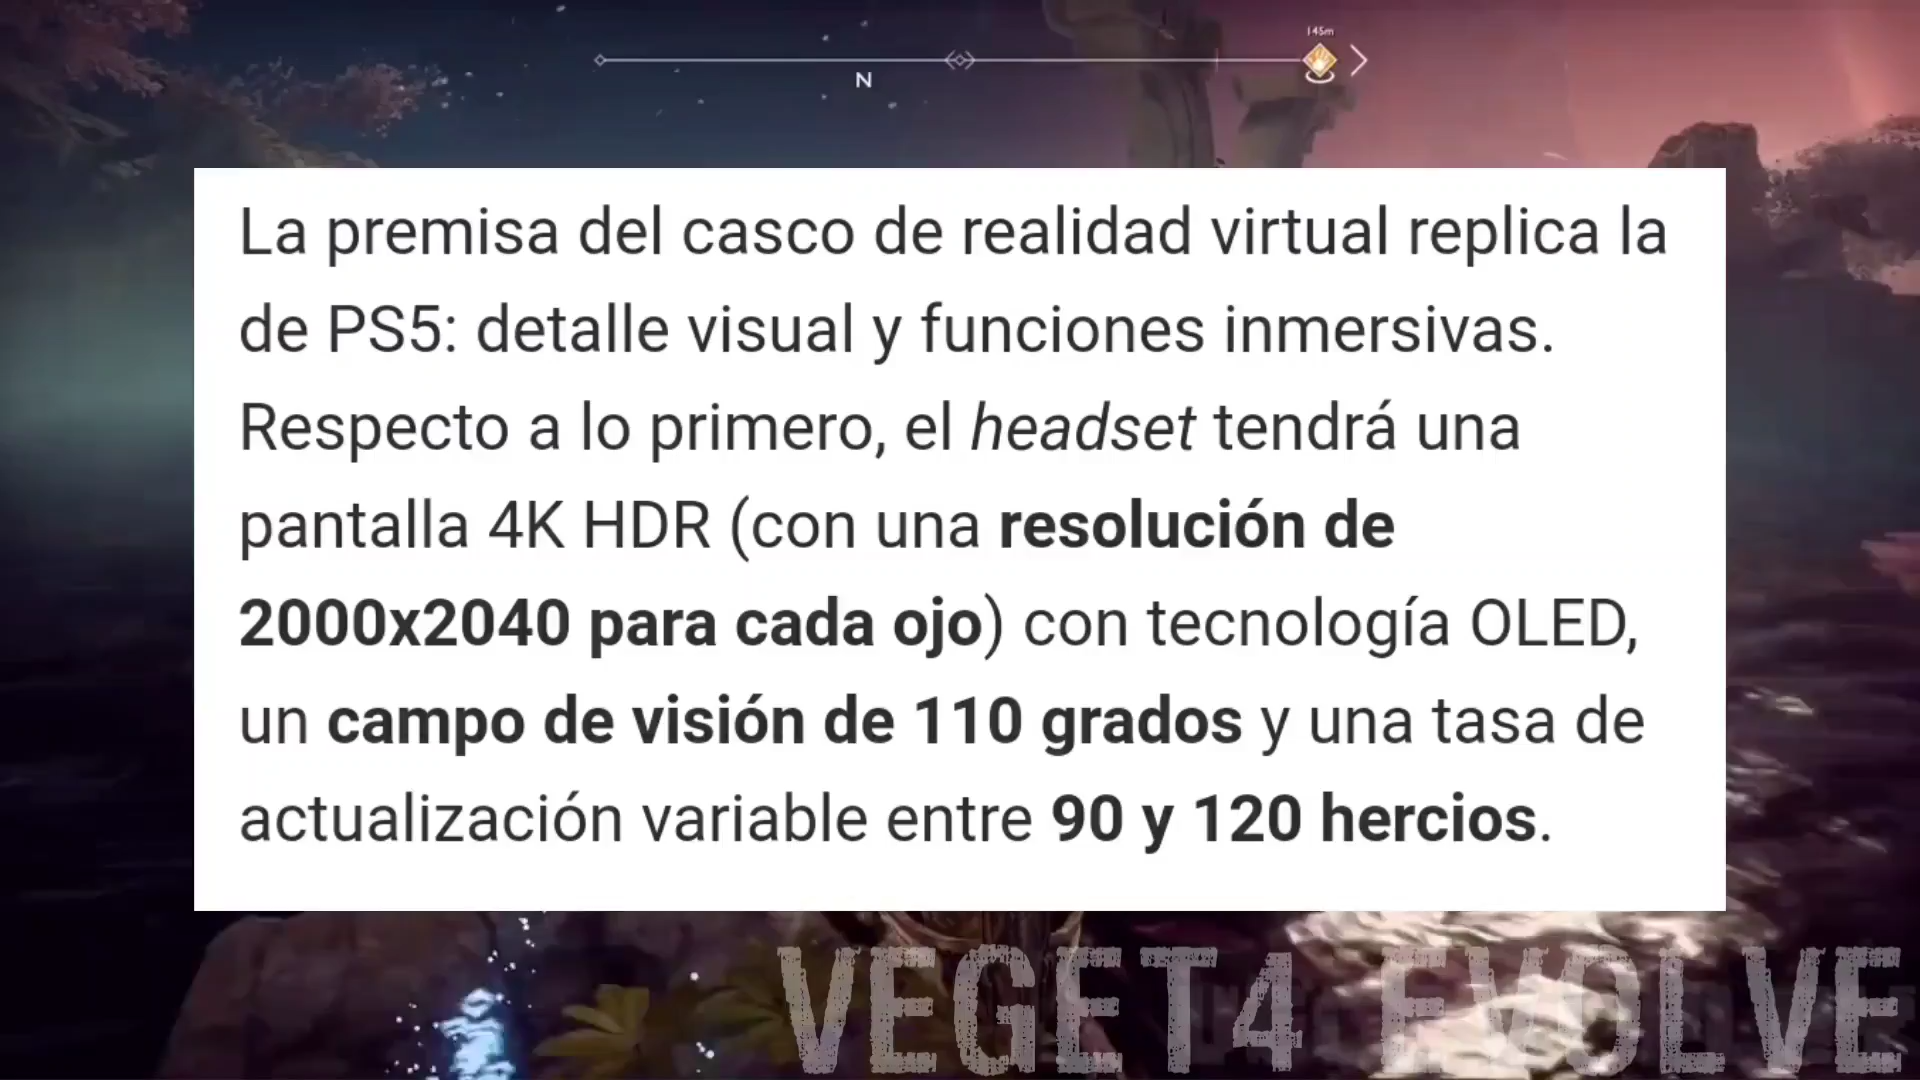 145m
N
La premisa del casco de realidad virtual replica la
de PS5: detalle visual y funciones inmersivas.
Respecto a lo primero, el headset tendrá una
pantalla 4K HDR (con una resolución de
2000x2040 para cada ojo) con tecnología OLED,
un campo de visión de 110 grados y una tasa de
actualización variable entre 90 y 120 hercios.
VEGET4 EVOLVE